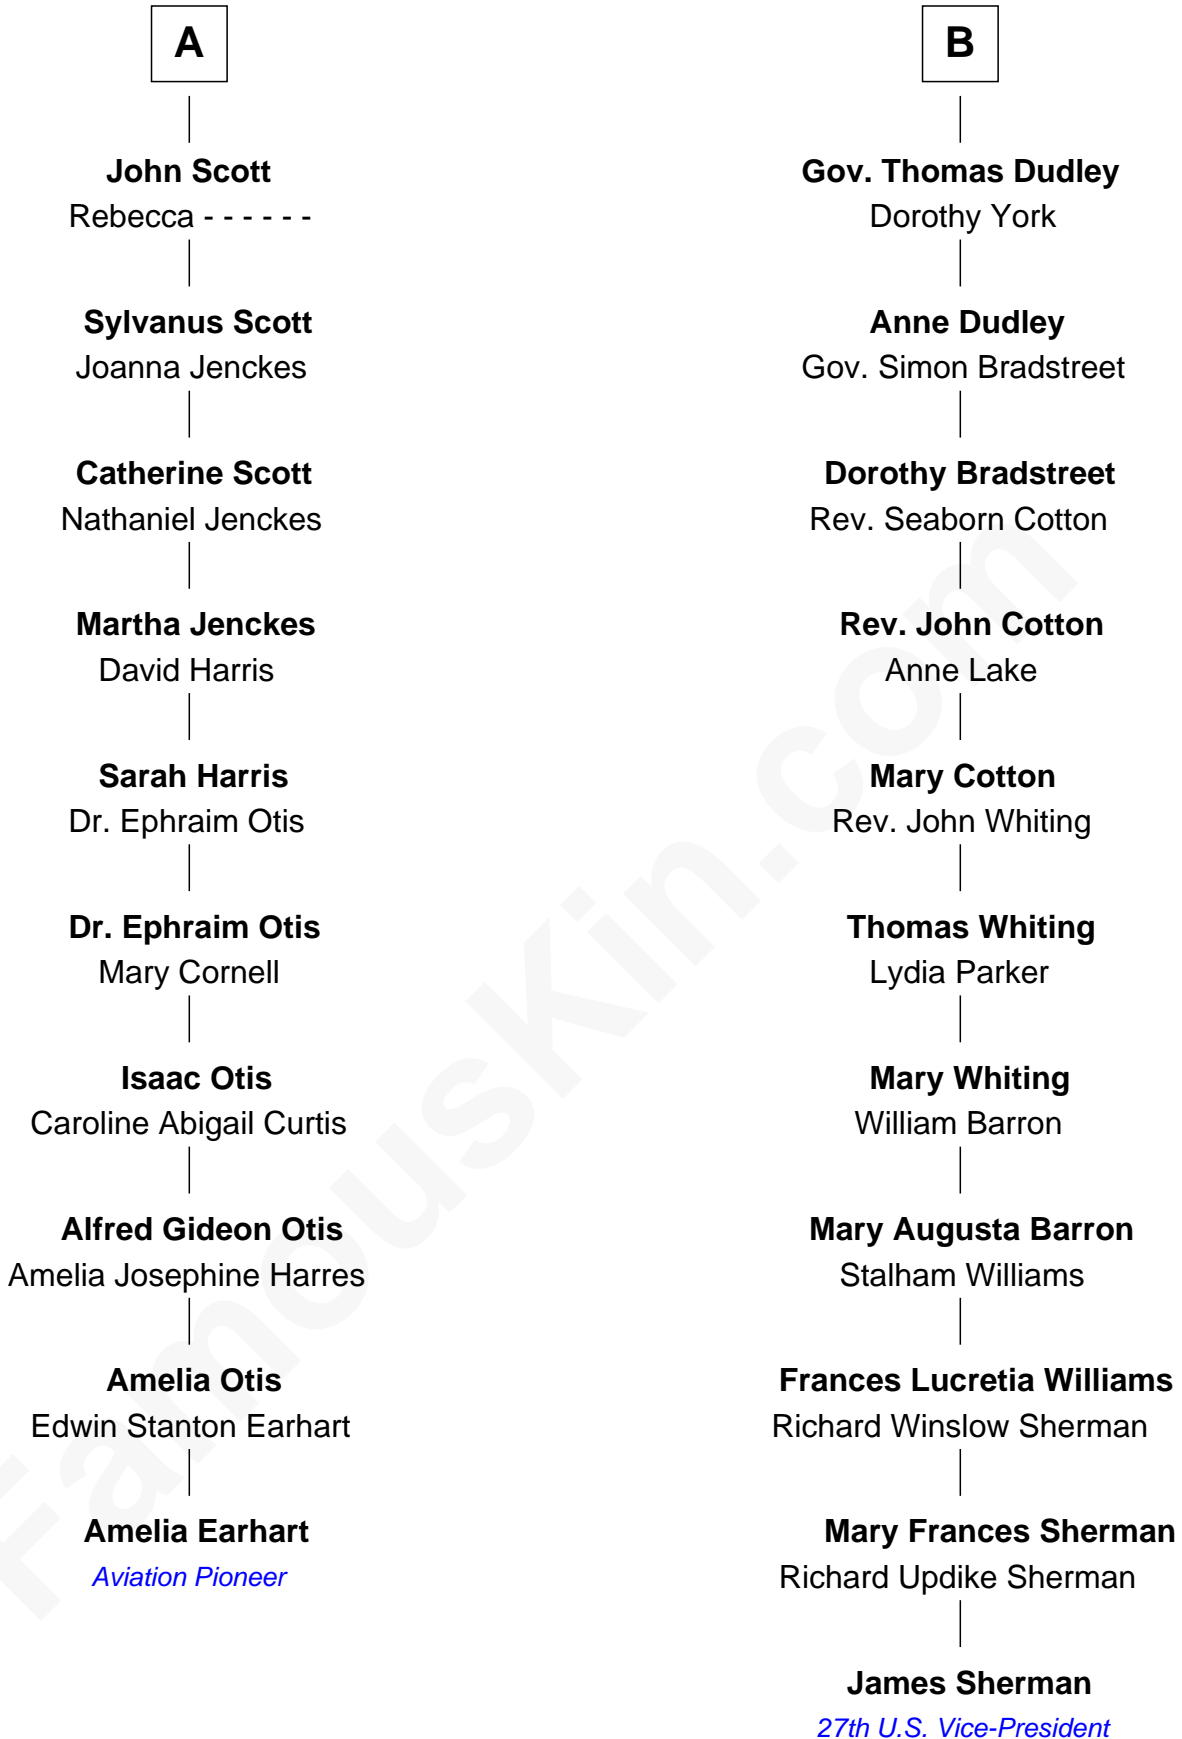 A
John Scott
Rebecca - - - - - -
Sylvanus Scott
Joanna Jenckes
Catherine Scott
Nathaniel Jenckes
Martha Jenckes
David Harris
Sarah Harris
Dr. Ephraim Otis
Dr. Ephraim Otis
Mary Cornell
Isaac Otis
Caroline Abigail Curtis
Alfred Gideon Otis
Amelia Josephine Harres
Amelia Otis
Edwin Stanton Earhart
Amelia Earhart
Aviation Pioneer
B
Gov. Thomas Dudley
Dorothy York
Anne Dudley
Gov. Simon Bradstreet
Dorothy Bradstreet
Rev. Seaborn Cotton
Rev. John Cotton
Anne Lake
Mary Cotton
Rev. John Whiting
Thomas Whiting
Lydia Parker
Mary Whiting
William Barron
Mary Augusta Barron
Stalham Williams
Frances Lucretia Williams
Richard Winslow Sherman
Mary Frances Sherman
Richard Updike Sherman
James Sherman
27th U.S. Vice-President
FamousKin.com